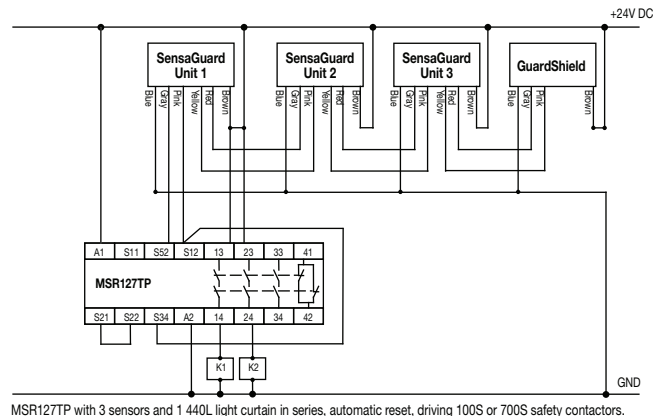 +24V DC
SensaGuard
Unit 1
SensaGuard
Unit 2
SensaGuard
Unit 3
GuardShield
Blue
Gray
Pink
Yellow
Red
Brown
Blue
Gray
Pink
Yellow
Red
Brown
Blue
Gray
Pink
Yellow
Red
Brown
Blue
Gray
Pink
Brown
A1 S11 S52 S12 13 23 33 41
MSR127TP
S21 S22 S34 A2 14 24 34 42
K1 K2
GND
MSR127TP with 3 sensors and 1 440L light curtain in series, automatic reset, driving 100S or 700S safety contactors.